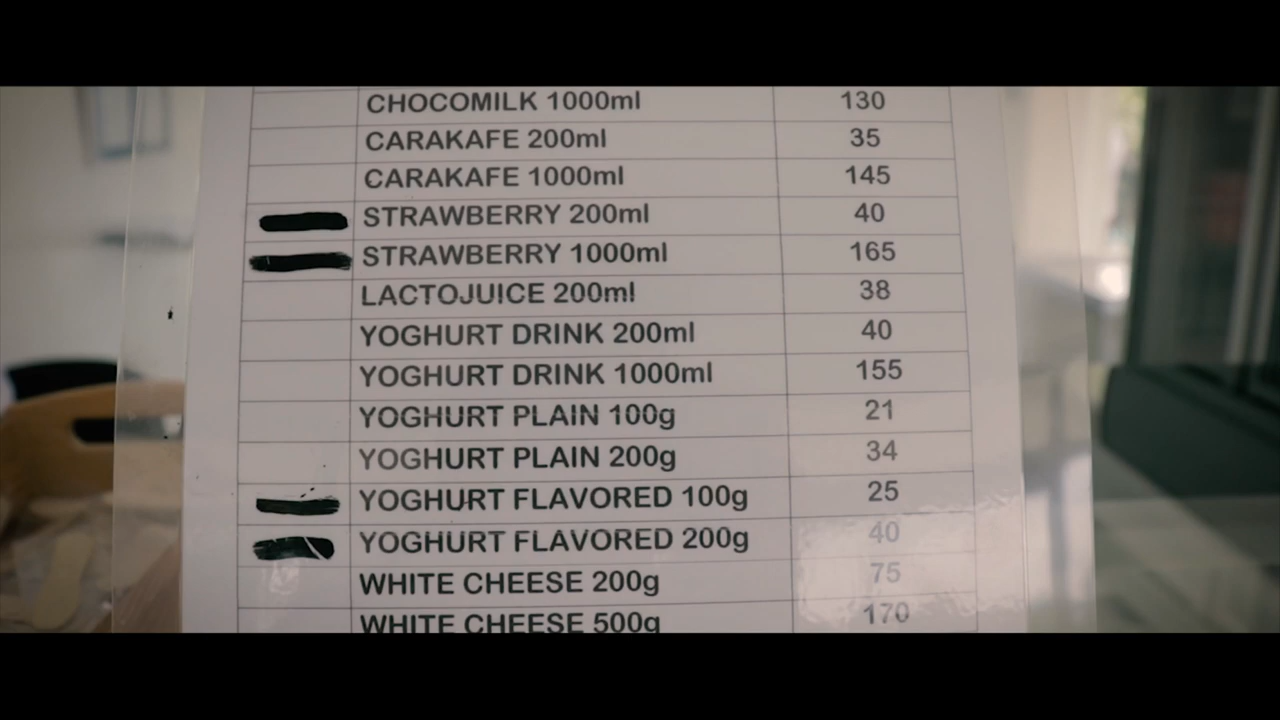 CHOCOMILK 1000ml 130
CARAKAFE 200ml 35
CARAKAFE 1000ml 145
STRAWBERRY 200ml 40
STRAWBERRY 1000ml 165
LACTOJUICE 200ml 38
YOGHURT DRINK 200ml 40
YOGHURT DRINK 1000ml 155
YOGHURT PLAIN 100g 21
YOGHURT PLAIN 200g 34
YOGHURT FLAVORED 100g 25
YOGHURT FLAVORED 200g 40
WHITE CHEESE 200g 75
WHITE CHEESE 500g 170